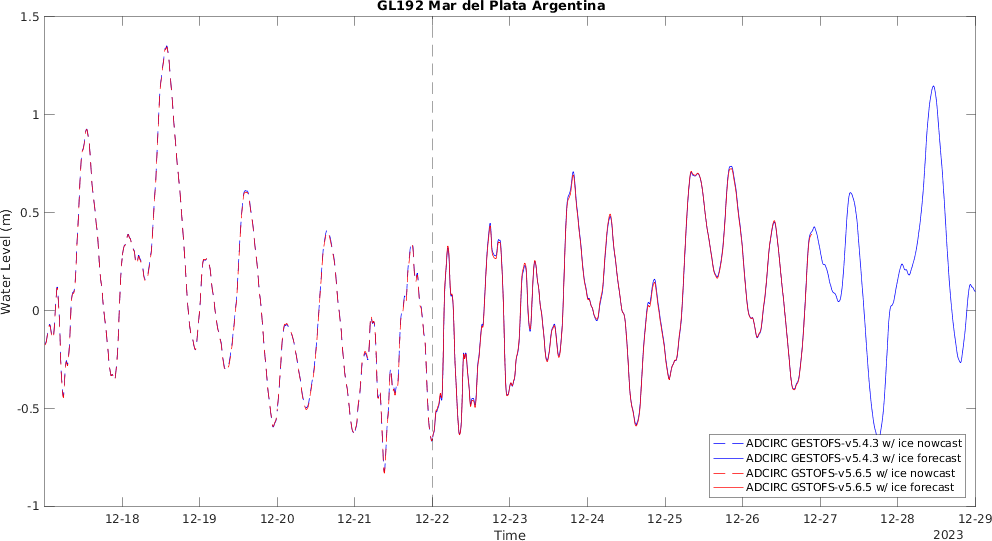 GL192 Mar del Plata Argentina
1.5
1
0.5
0
-0.5
-1
Water Level (m)
ADCIRC GESTOFS-v5.4.3 w/ ice nowcast
ADCIRC GESTOFS-v5.4.3 w/ ice forecast
ADCIRC GSTOFS-v5.6.5 w/ ice nowcast
ADCIRC GSTOFS-v5.6.5 w/ ice forecast
12-18 12-19 12-20 12-21 12-22 12-23 12-24 12-25 12-26 12-27 12-28 12-29
Time
2023